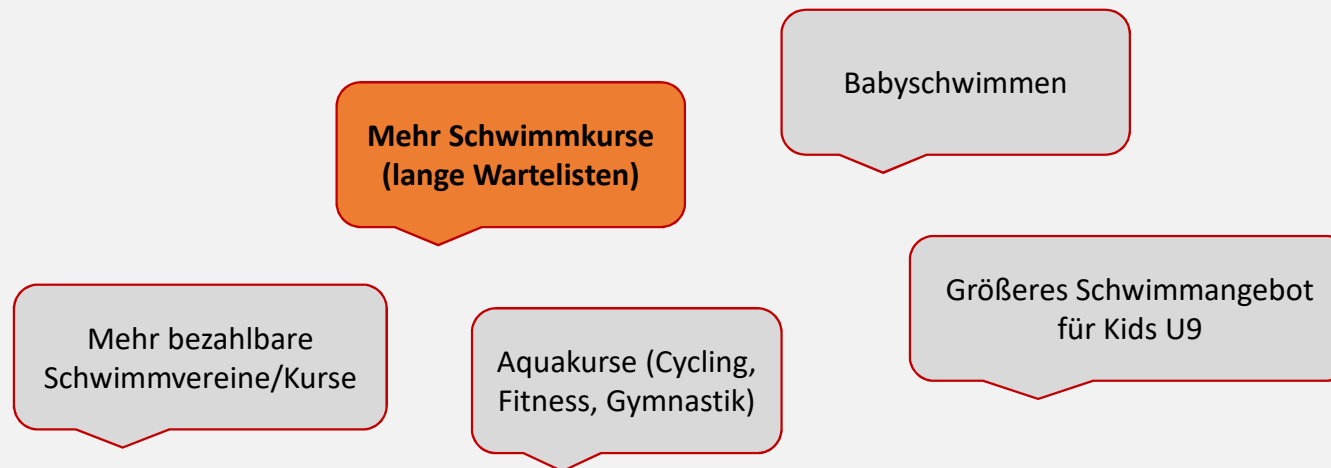 Babyschwimmen
Mehr Schwimmkurse
(lange Wartelisten)
Größeres Schwimmangebot
für Kids U9
Mehr bezahlbare
Schwimmvereine/Kurse
Aquakurse (Cycling,
Fitness, Gymnastik)